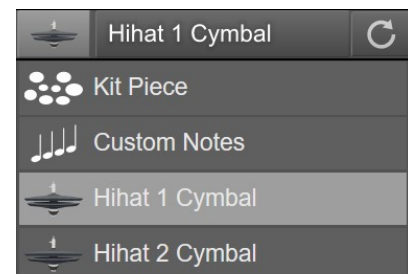 Hihat 1 Cymbal
Kit Piece
Custom Notes
Hihat 1 Cymbal
Hihat 2 Cymbal